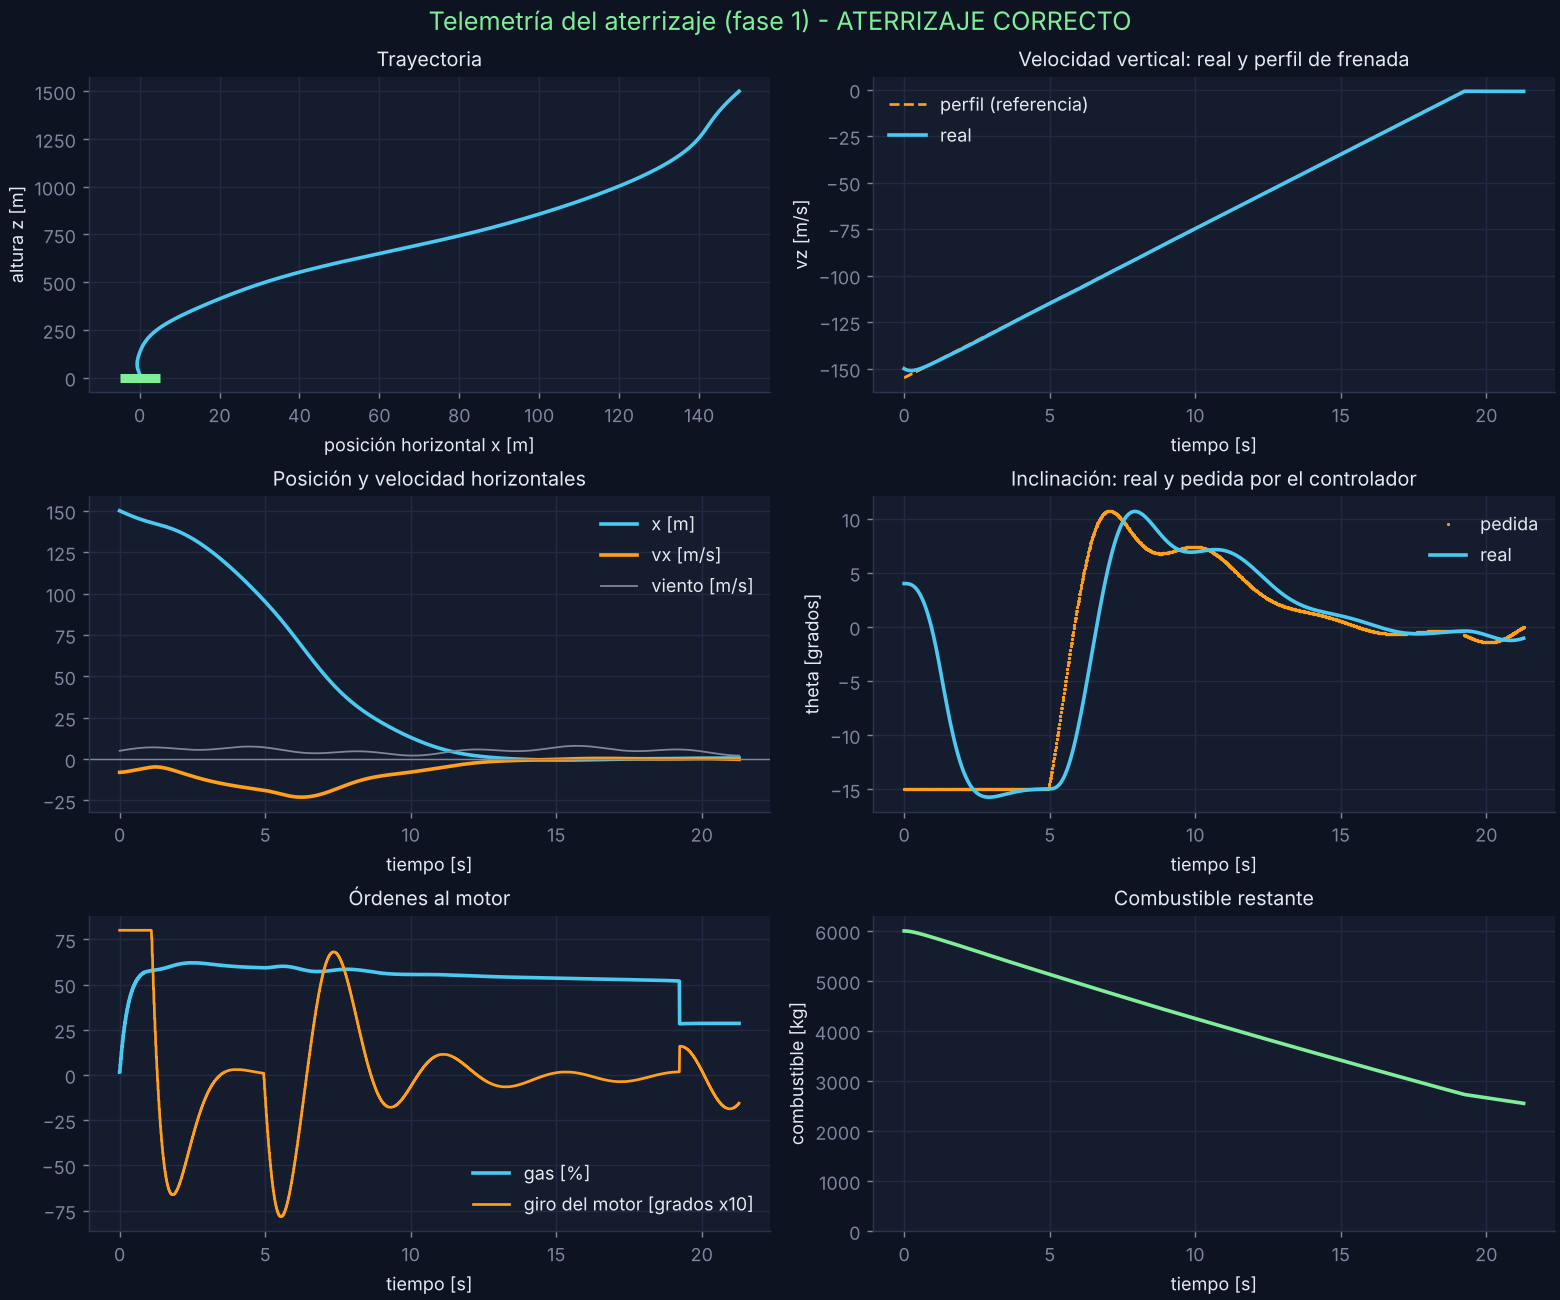 Telemetría del aterrizaje (fase 1) - ATERRIZAJE CORRECTO
Trayectoria
altura z [m]
1500
1250
1000
750
500
250
0
0
20
40
60
80
100
120
140
posición horizontal x [m]
Velocidad vertical: real y perfil de frenada
perfil (referencia)
real
vz [m/s]
0
−25
−50
−75
−100
−125
−150
0
5
10
15
20
tiempo [s]
Posición y velocidad horizontales
x [m]
vx [m/s]
viento [m/s]
150
125
100
75
50
25
0
−25
0
5
10
15
20
tiempo [s]
Inclinación: real y pedida por el controlador
pedida
real
theta [grados]
10
5
0
−5
−10
−15
0
5
10
15
20
tiempo [s]
Órdenes al motor
75
50
25
0
−25
−50
−75
gas [%]
giro del motor [grados x10]
0
5
10
15
20
tiempo [s]
Combustible restante
combustible [kg]
6000
5000
4000
3000
2000
1000
0
0
5
10
15
20
tiempo [s]